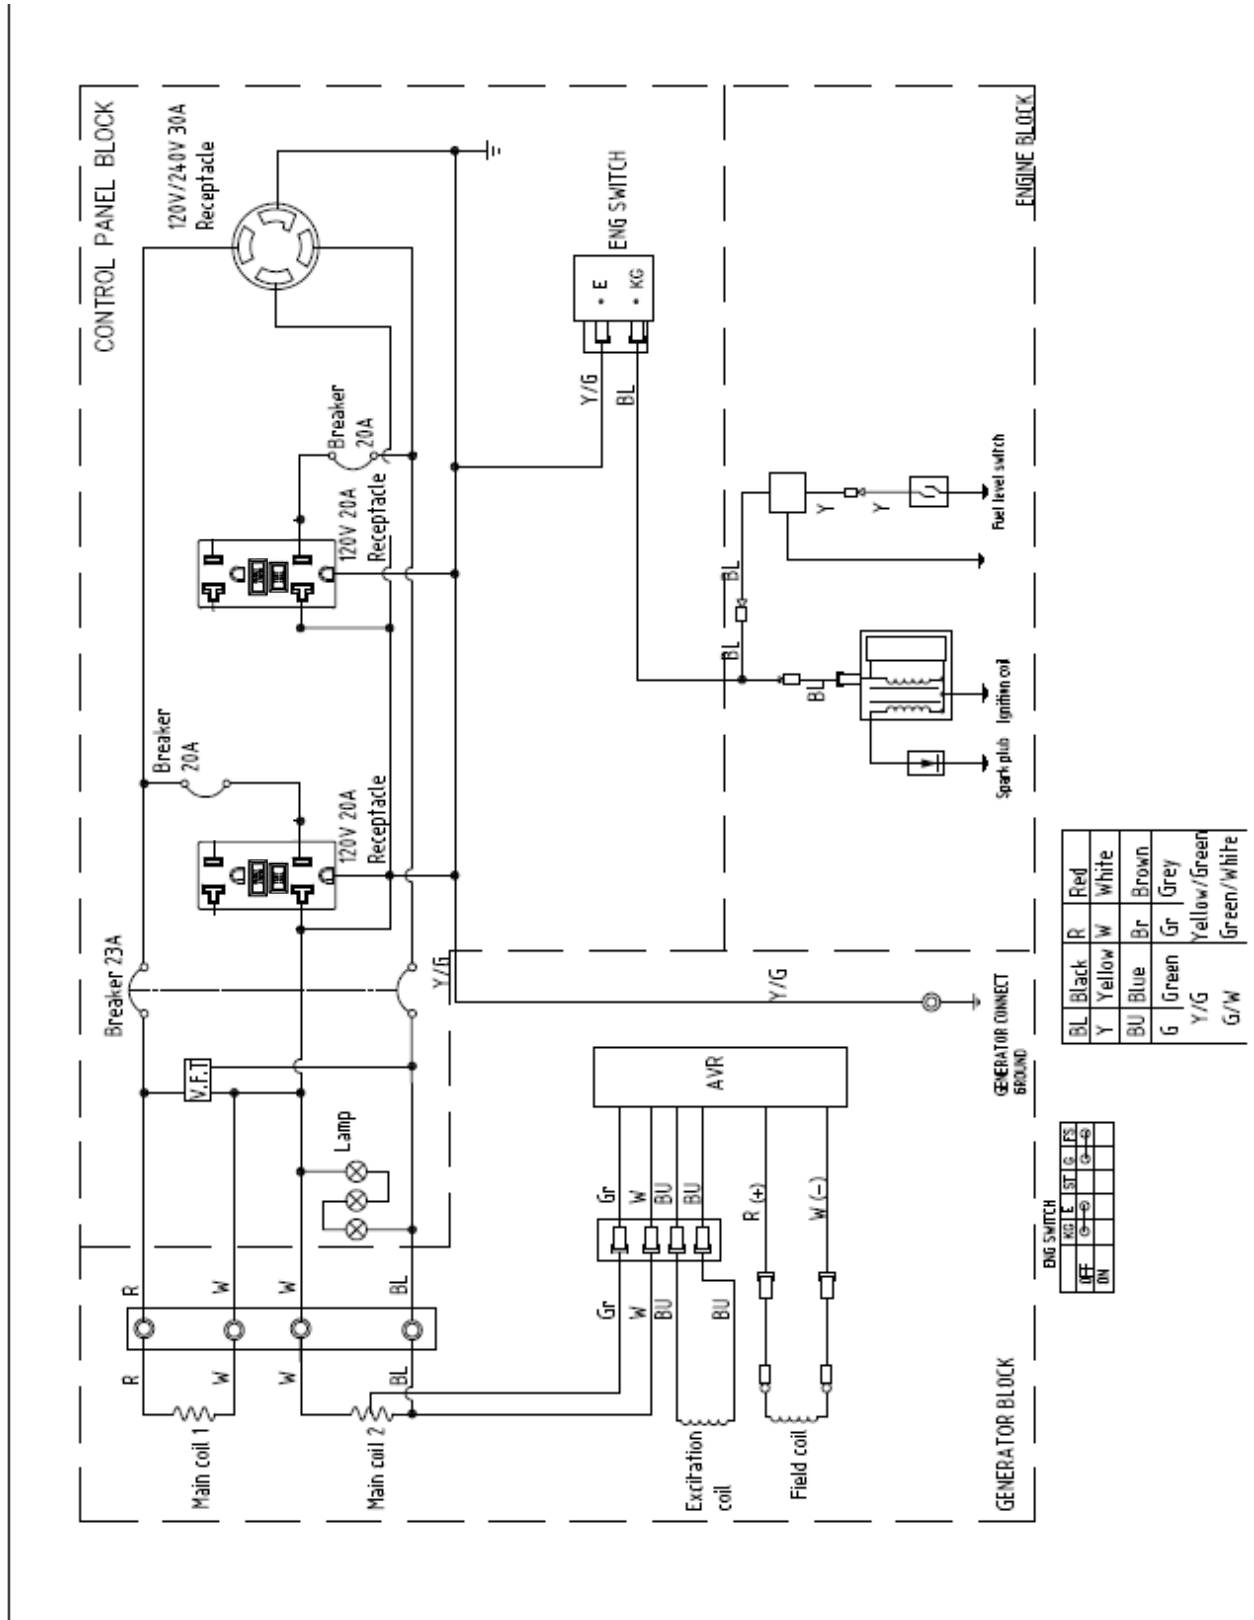 CONTROL PANEL BLOCK
120V/240V 30A
Receptacle
Breaker
20A
120V 20A
Receptacle
Breaker
20A
120V 20A
Receptacle
Breaker 23A
V.F.T
Lamp
Y/G
ENG SWITCH
E
KG
Y/G
BL
ENGINE BLOCK
BL
BL
BL
Y
Y
Fuel level switch
Ignition coil
Spark plub
Y/G
GENERATOR CONNECT
GROUND
AVR
Gr
W
BU
BU
R (+)
W (-)
Gr
W
BU
BU
R
W
W
BL
R
W
W
BL
Main coil 1
Main coil 2
Excitation
coil
Field coil
GENERATOR BLOCK
ENG SWITCH
KG E ST G FS
OFF
ON
BL Black R Red
Y Yellow W White
BU Blue Br Brown
G Green Gr Grey
Y/G Yellow/Green
G/W Green/White